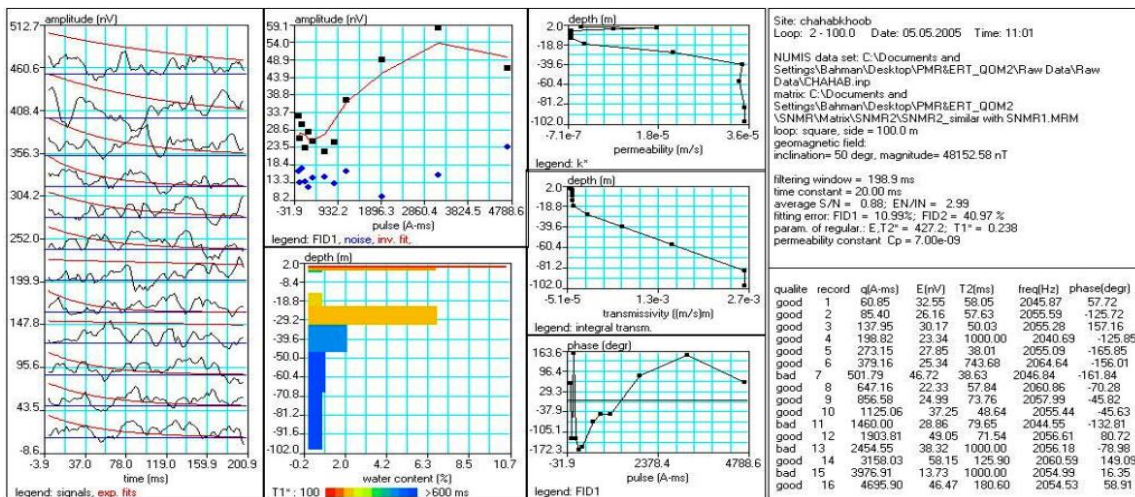 amplitude (nV)
512.7
460.6
408.4
356.3
304.2
252.0
199.9
147.8
95.6
43.5
-8.6
-3.9 37.0 78.0 119.0 159.9 200.9
time (ms)
legend: signals, exp. fits
amplitude (nV)
59.1
54.0
48.9
43.8
38.7
33.6
28.6
23.5
18.4
13.3
8.2
-31.9 932.2 1896.3 2860.4 3824.5 4788.6
pulse (A-ms)
legend: FID1, noise, inv. fit,
depth (m)
2.0
-8.4
-18.8
-29.2
-39.6
-50.0
-60.4
-70.8
-81.2
-91.6
-102.0
-0.2 2.0 4.2 6.3 8.5 10.7
water content (%)
T1* : 100 >600 ms
depth (m)
2.0
-18.8
-39.6
-60.4
-81.2
-102.0
-7.1e-7 1.8e-5 3.6e-5
permeability (m/s)
legend: k*
depth (m)
2.0
-18.8
-39.6
-60.4
-81.2
-102.0
-5.1e-5 1.3e-3 2.7e-3
transmissivity ((m/s)m)
legend: integral transm.
phase (degr)
163.6
96.4
29.2
-37.9
-105.1
-172.3
-31.9 2378.4 4788.6
pulse (A-ms)
legend: FID1
Site: chahabkhoob
Loop: 2 - 100.0 Date: 05.05.2005 Time: 11:01
NUMIS data set: C:\Documents and
Settings\Bahman\Desktop\PMR&ERT_QOM2\Raw Data\Raw
Data\CHAHAB.inp
matrix: C:\Documents and
Settings\Bahman\Desktop\PMR&ERT_QOM2
\SNMR\Matrix\SNMR2\SNMR2_similar with SNMR1.MRM
loop: square, side = 100.0 m
geomagnetic field:
inclination= 50 degr, magnitude= 48152.58 nT
filtering window = 198.9 ms
time constant = 20.00 ms
average S/N = 0.88; EN/IN = 2.99
fitting error: FID1 = 10.99%; FID2 = 40.97 %
param. of regular.: E,T2* = 427.2; T1* = 0.238
permeability constant Cp = 7.00e-09
qualite record q(A-ms) E(nV) T2(ms) freq(Hz) phase(degr)
good 1 60.85 32.55 58.05 2045.87 57.72
good 2 85.40 26.16 57.63 2055.59 -125.72
good 3 137.95 30.17 50.03 2055.28 157.16
good 4 198.82 23.34 1000.00 2040.69 -125.85
good 5 273.15 27.85 38.01 2055.09 -165.85
good 6 379.16 25.34 743.68 2064.64 -156.01
bad 7 501.79 46.72 38.63 2046.84 -161.84
good 8 647.16 22.33 57.84 2060.86 -70.28
good 9 856.58 24.99 73.76 2057.99 -45.82
good 10 1125.06 37.25 48.64 2055.44 -45.63
bad 11 1460.00 28.86 79.65 2044.55 -132.81
good 12 1903.81 49.05 71.54 2056.61 80.72
bad 13 2454.55 38.32 1000.00 2056.18 -78.98
good 14 3158.03 58.15 125.90 2060.59 149.09
bad 15 3976.91 13.73 1000.00 2054.99 16.35
good 16 4695.90 46.47 180.60 2054.53 58.91